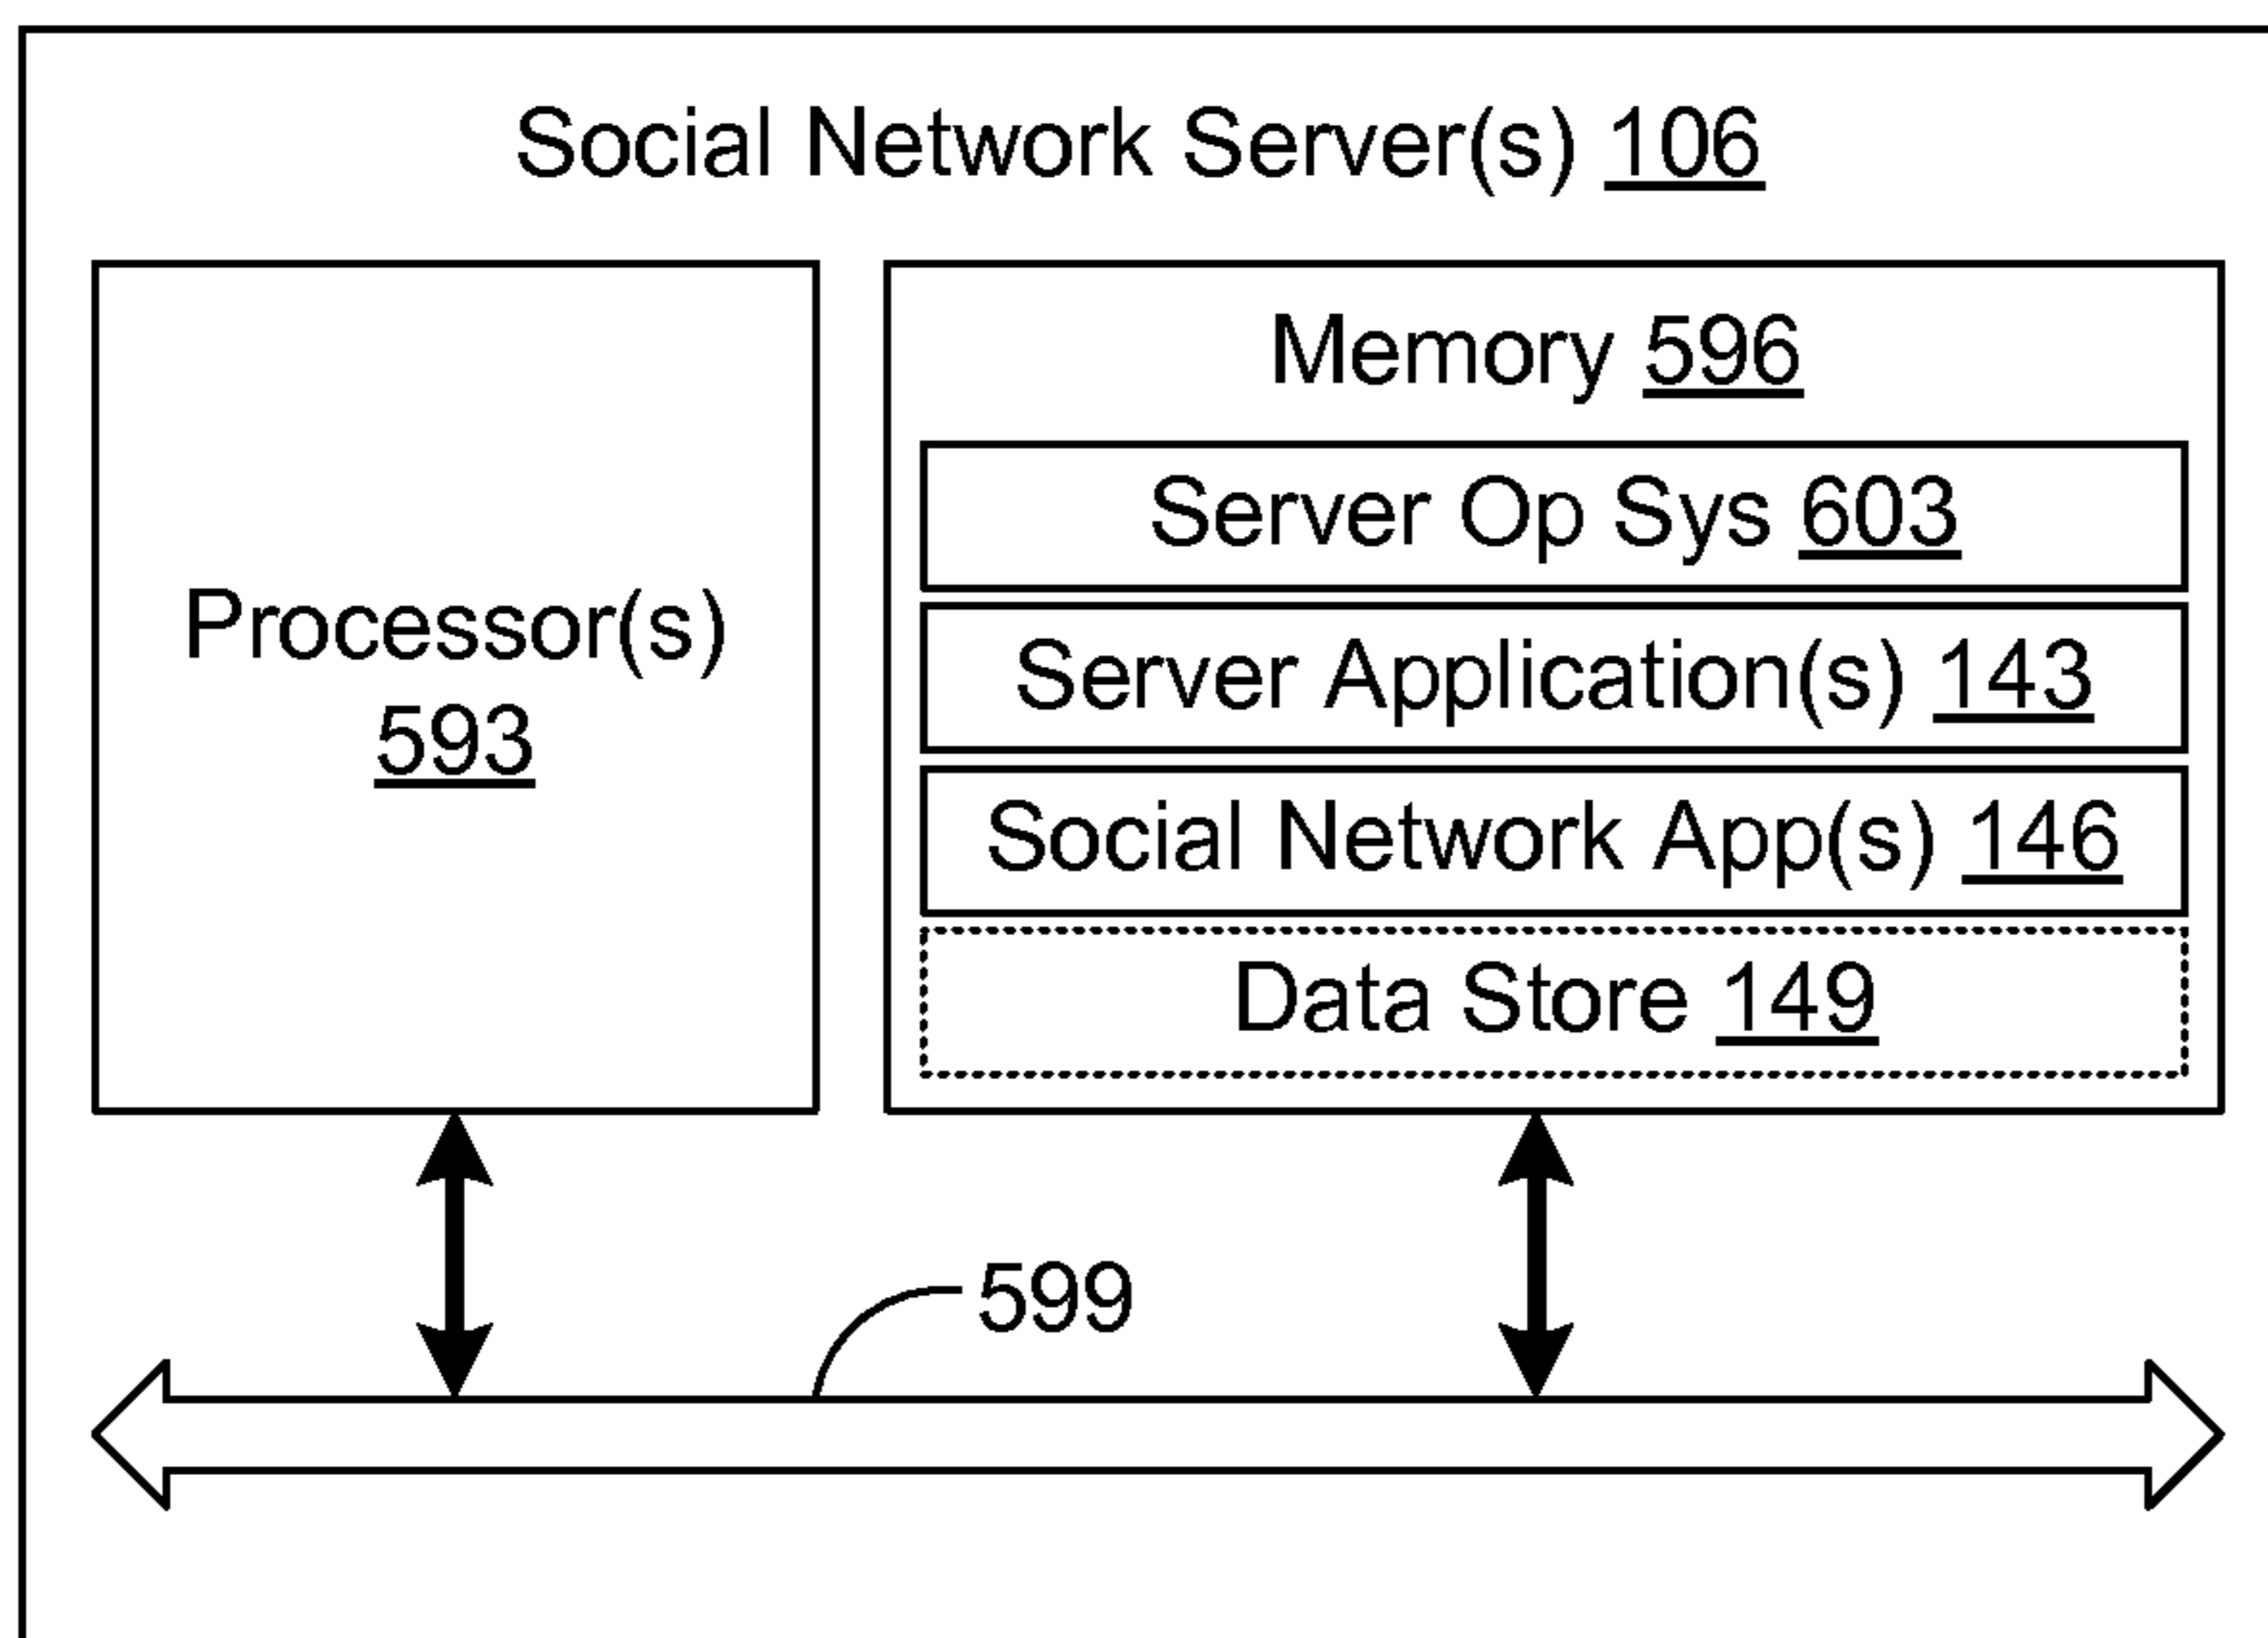 Social Network Server(s) 106
Processor(s)
593
Memory 596
Server Op Sys 603
Server Application(s) 143
Social Network App(s) 146
Data Store 149
599